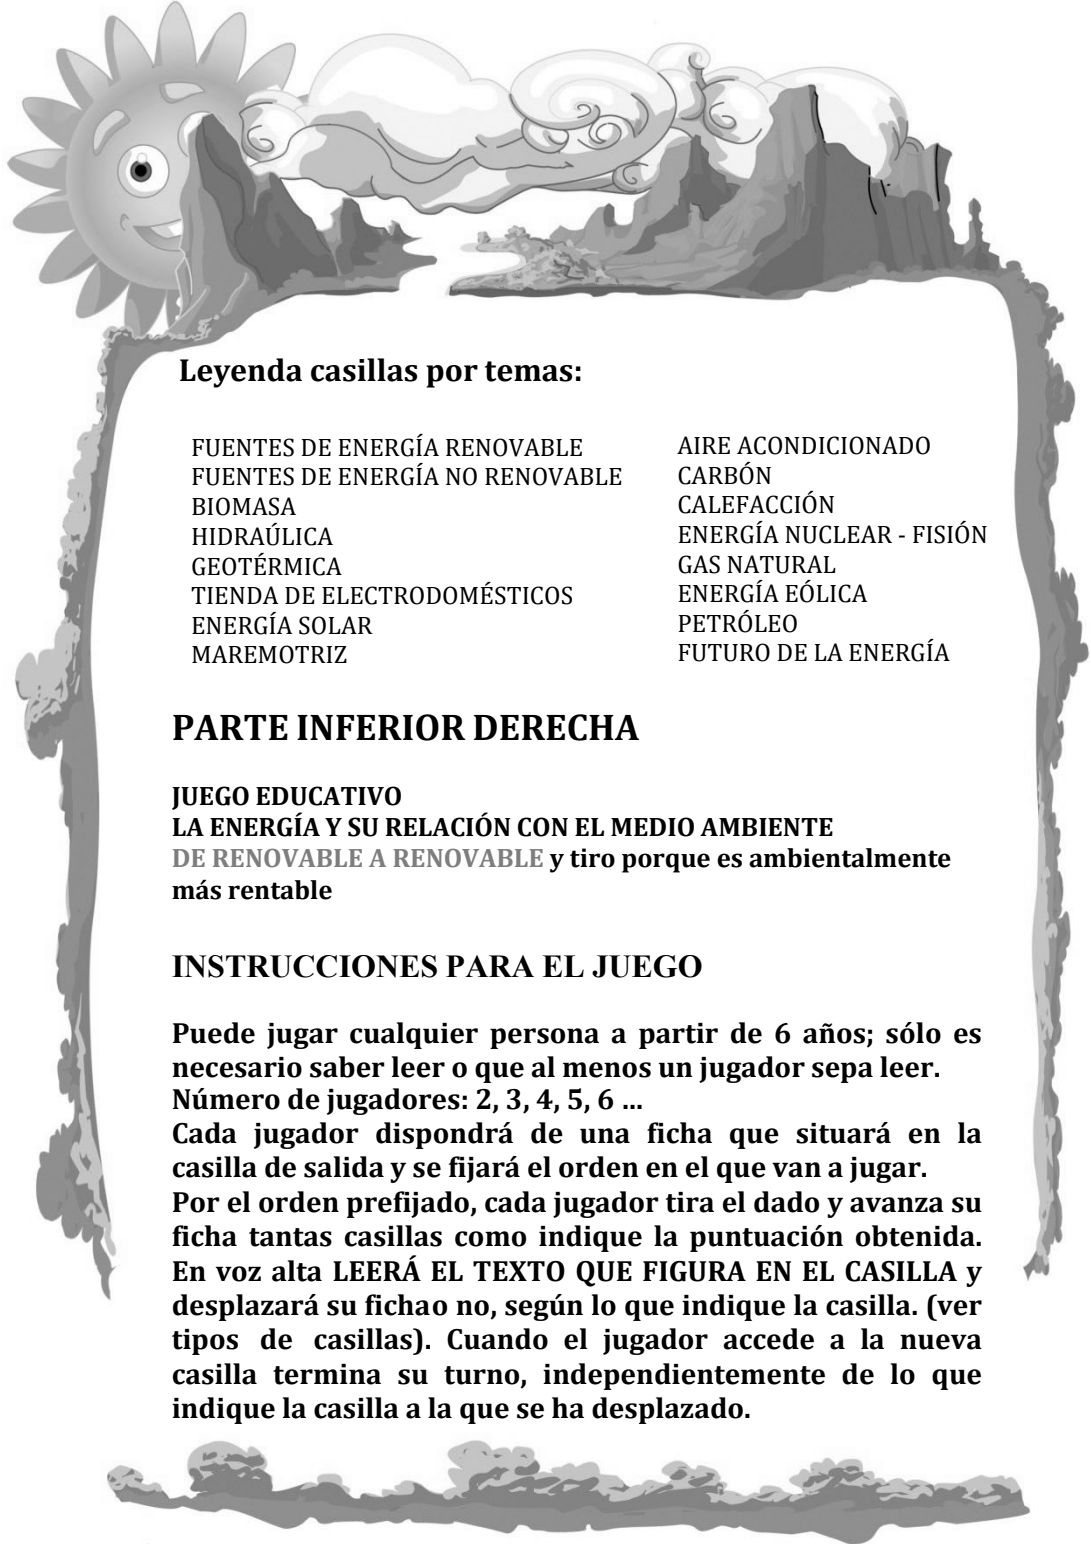 Leyenda casillas por temas:
FUENTES DE ENERGÍA RENOVABLE
FUENTES DE ENERGÍA NO RENOVABLE
BIOMASA
HIDRAÚLICA
GEOTÉRMICA
TIENDA DE ELECTRODOMÉSTICOS
ENERGÍA SOLAR
MAREMOTRIZ
AIRE ACONDICIONADO
CARBÓN
CALEFACCIÓN
ENERGÍA NUCLEAR - FISIÓN
GAS NATURAL
ENERGÍA EÓLICA
PETRÓLEO
FUTURO DE LA ENERGÍA
PARTE INFERIOR DERECHA
JUEGO EDUCATIVO
LA ENERGÍA Y SU RELACIÓN CON EL MEDIO AMBIENTE
DE RENOVABLE A RENOVABLE y tiro porque es ambientalmente
más rentable
INSTRUCCIONES PARA EL JUEGO
Puede jugar cualquier persona a partir de 6 años; sólo es
necesario saber leer o que al menos un jugador sepa leer.
Número de jugadores: 2, 3, 4, 5, 6 ...
Cada jugador dispondrá de una ficha que situará en la
casilla de salida y se fijará el orden en el que van a jugar.
Por el orden prefijado, cada jugador tira el dado y avanza su
ficha tantas casillas como indique la puntuación obtenida.
En voz alta LEERÁ EL TEXTO QUE FIGURA EN EL CASILLA y
desplazará su fichao no, según lo que indique la casilla. (ver
tipos de casillas). Cuando el jugador accede a la nueva
casilla termina su turno, independientemente de lo que
indique la casilla a la que se ha desplazado.